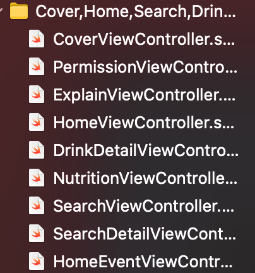 Cover,Home,Search,Drin...
CoverViewController.s...
PermissionViewContro...
ExplainViewController....
HomeViewController.s...
DrinkDetailViewContro...
NutritionViewControlle...
SearchViewController....
SearchDetailViewCont...
HomeEventViewContr...